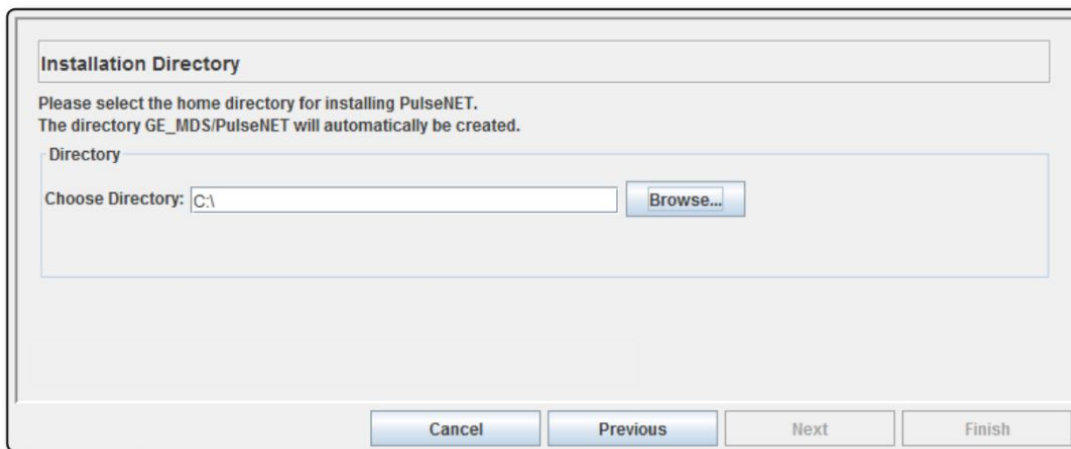 Installation Directory
Please select the home directory for installing PulseNET.
The directory GE_MDS/PulseNET will automatically be created.
Directory
Choose Directory: C:\ Browse...
Cancel Previous Next Finish